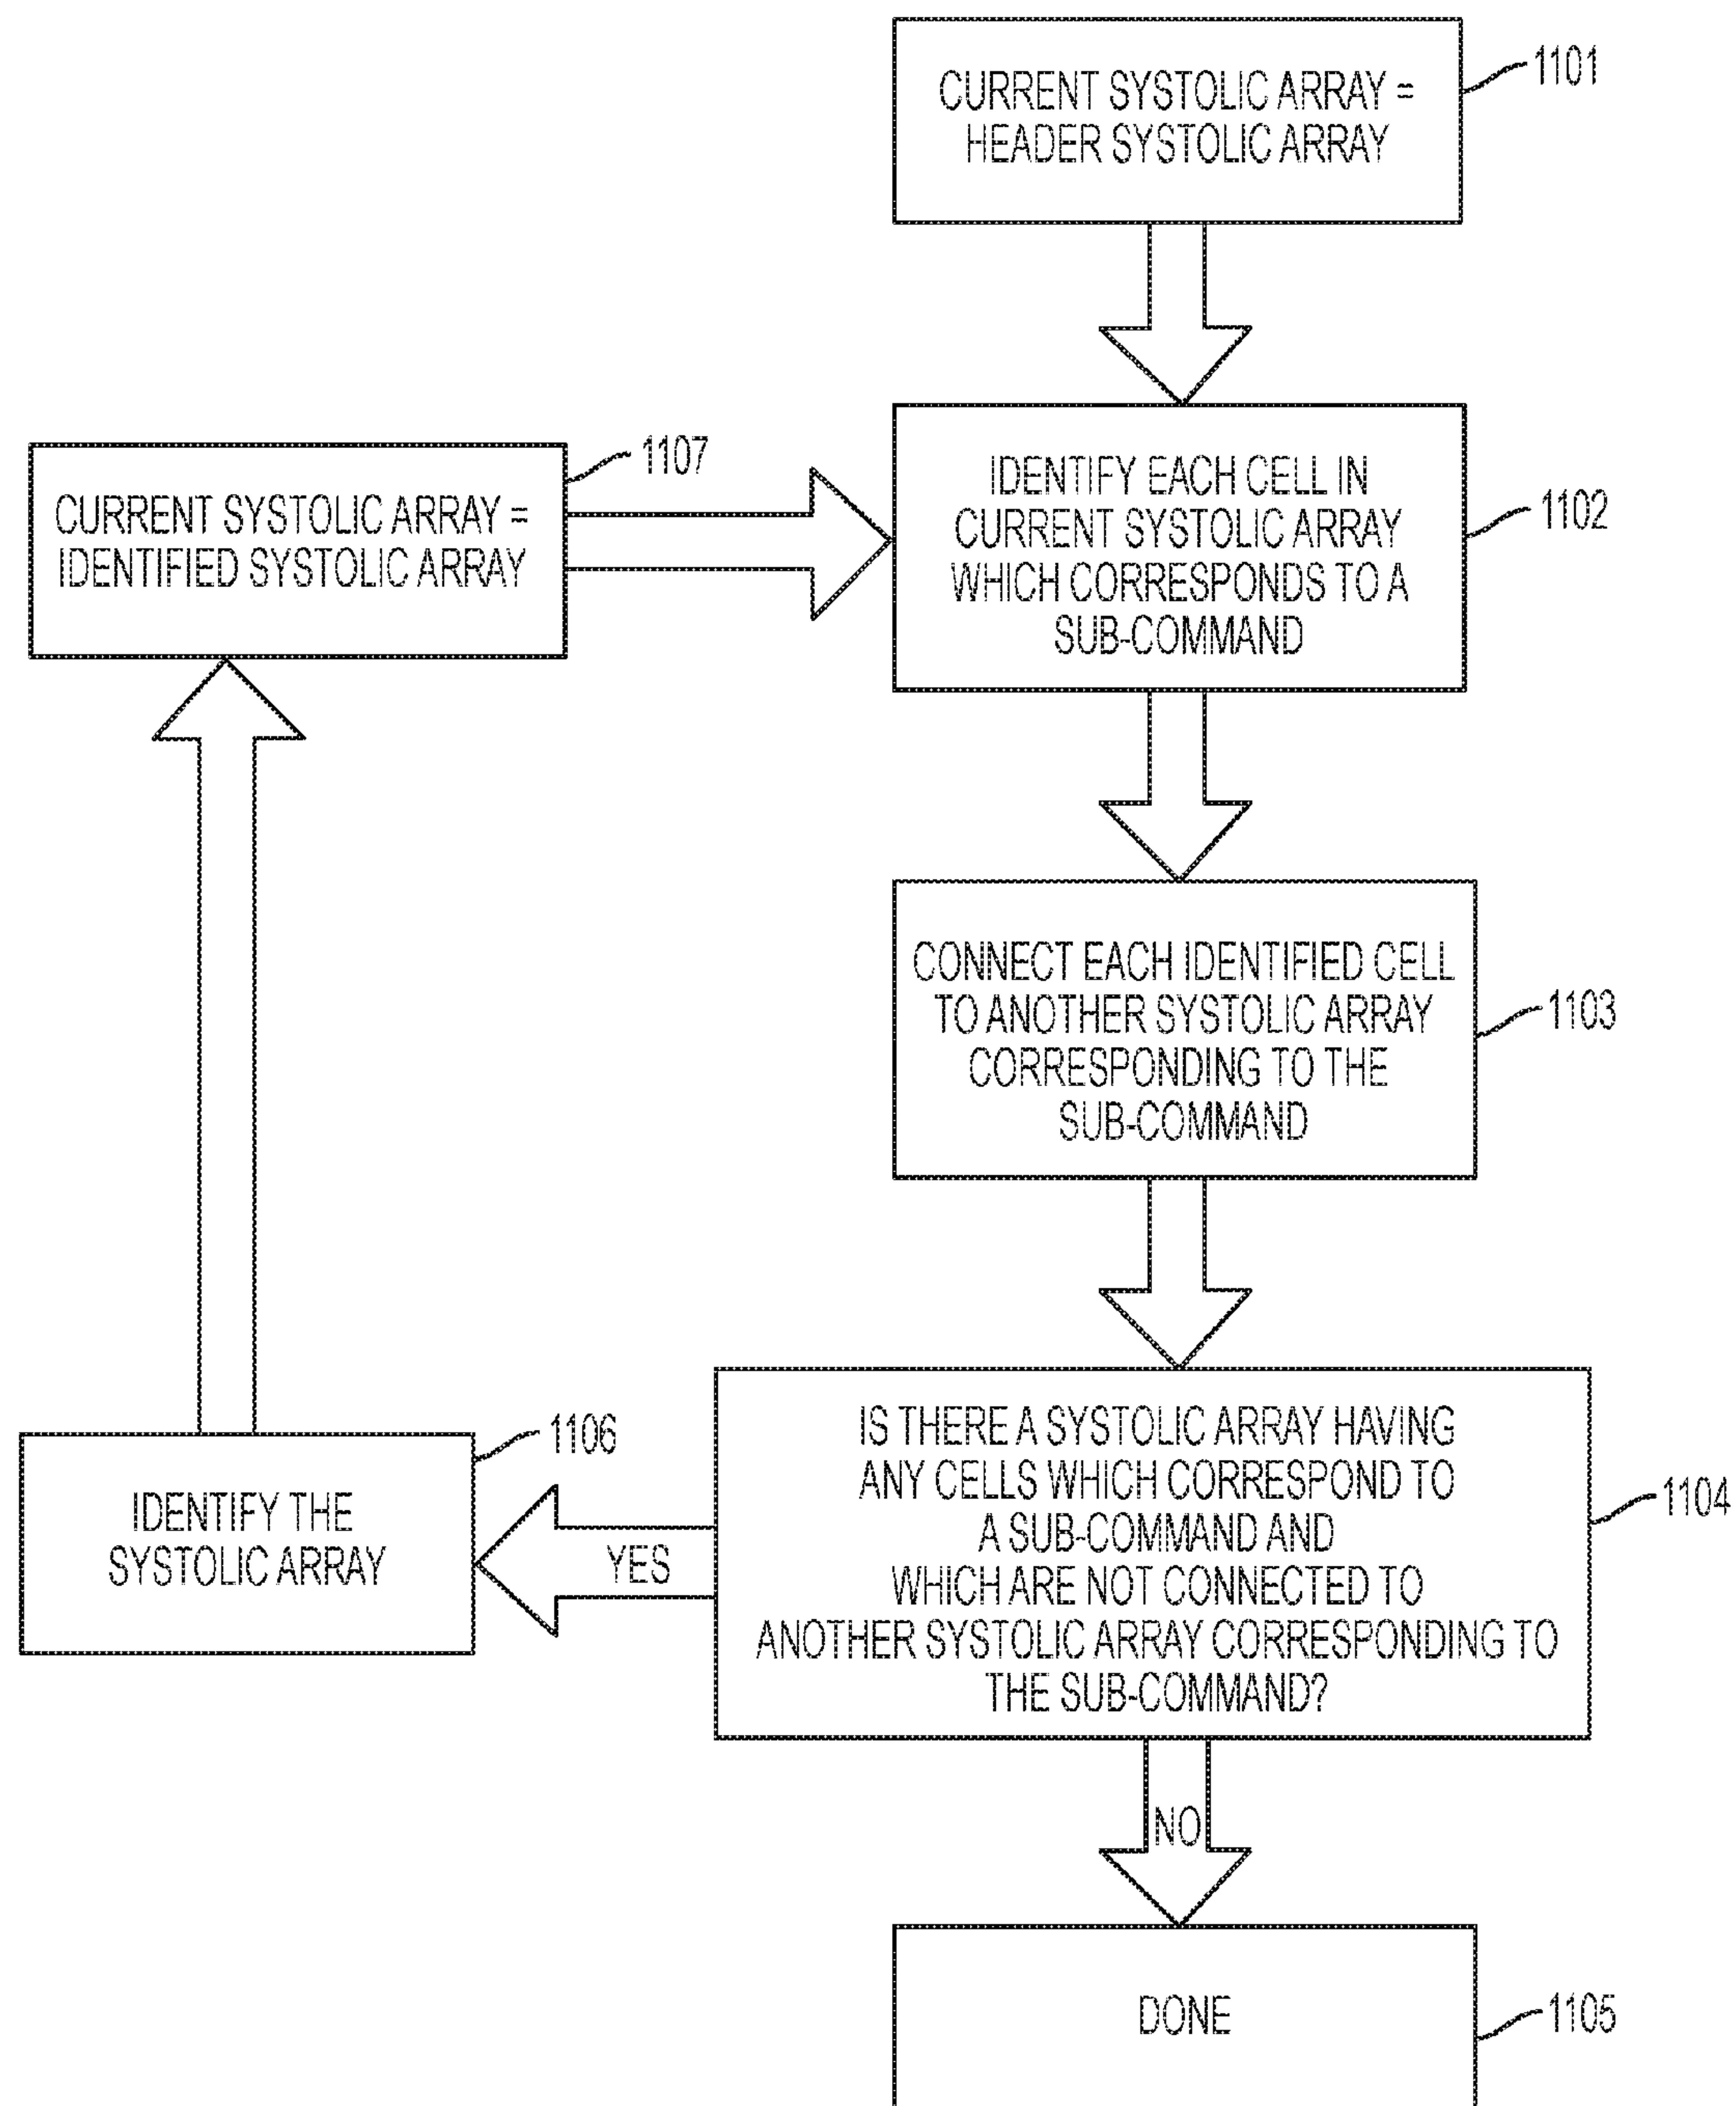 CURRENT SYSTOLIC ARRAY =
HEADER SYSTOLIC ARRAY
1101
IDENTIFY EACH CELL IN
CURRENT SYSTOLIC ARRAY
WHICH CORRESPONDS TO A
SUB-COMMAND
1102
CURRENT SYSTOLIC ARRAY =
IDENTIFIED SYSTOLIC ARRAY
1107
CONNECT EACH IDENTIFIED CELL
TO ANOTHER SYSTOLIC ARRAY
CORRESPONDING TO THE
SUB-COMMAND
1103
IS THERE A SYSTOLIC ARRAY HAVING
ANY CELLS WHICH CORRESPOND TO
A SUB-COMMAND AND
WHICH ARE NOT CONNECTED TO
ANOTHER SYSTOLIC ARRAY CORRESPONDING TO
THE SUB-COMMAND?
1104
YES
IDENTIFY THE
SYSTOLIC ARRAY
1106
NO
DONE
1105